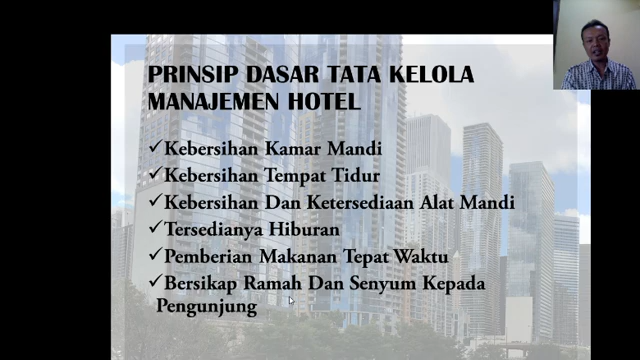 PRINSIP DASAR TATA KELOLA
MANAJEMEN HOTEL
✓Kebersihan Kamar Mandi
✓Kebersihan Tempat Tidur
✓Kebersihan Dan Ketersediaan Alat Mandi
✓Tersedianya Hiburan
✓Pemberian Makanan Tepat Waktu
✓Bersikap Ramah Dan Senyum Kepada
Pengunjung